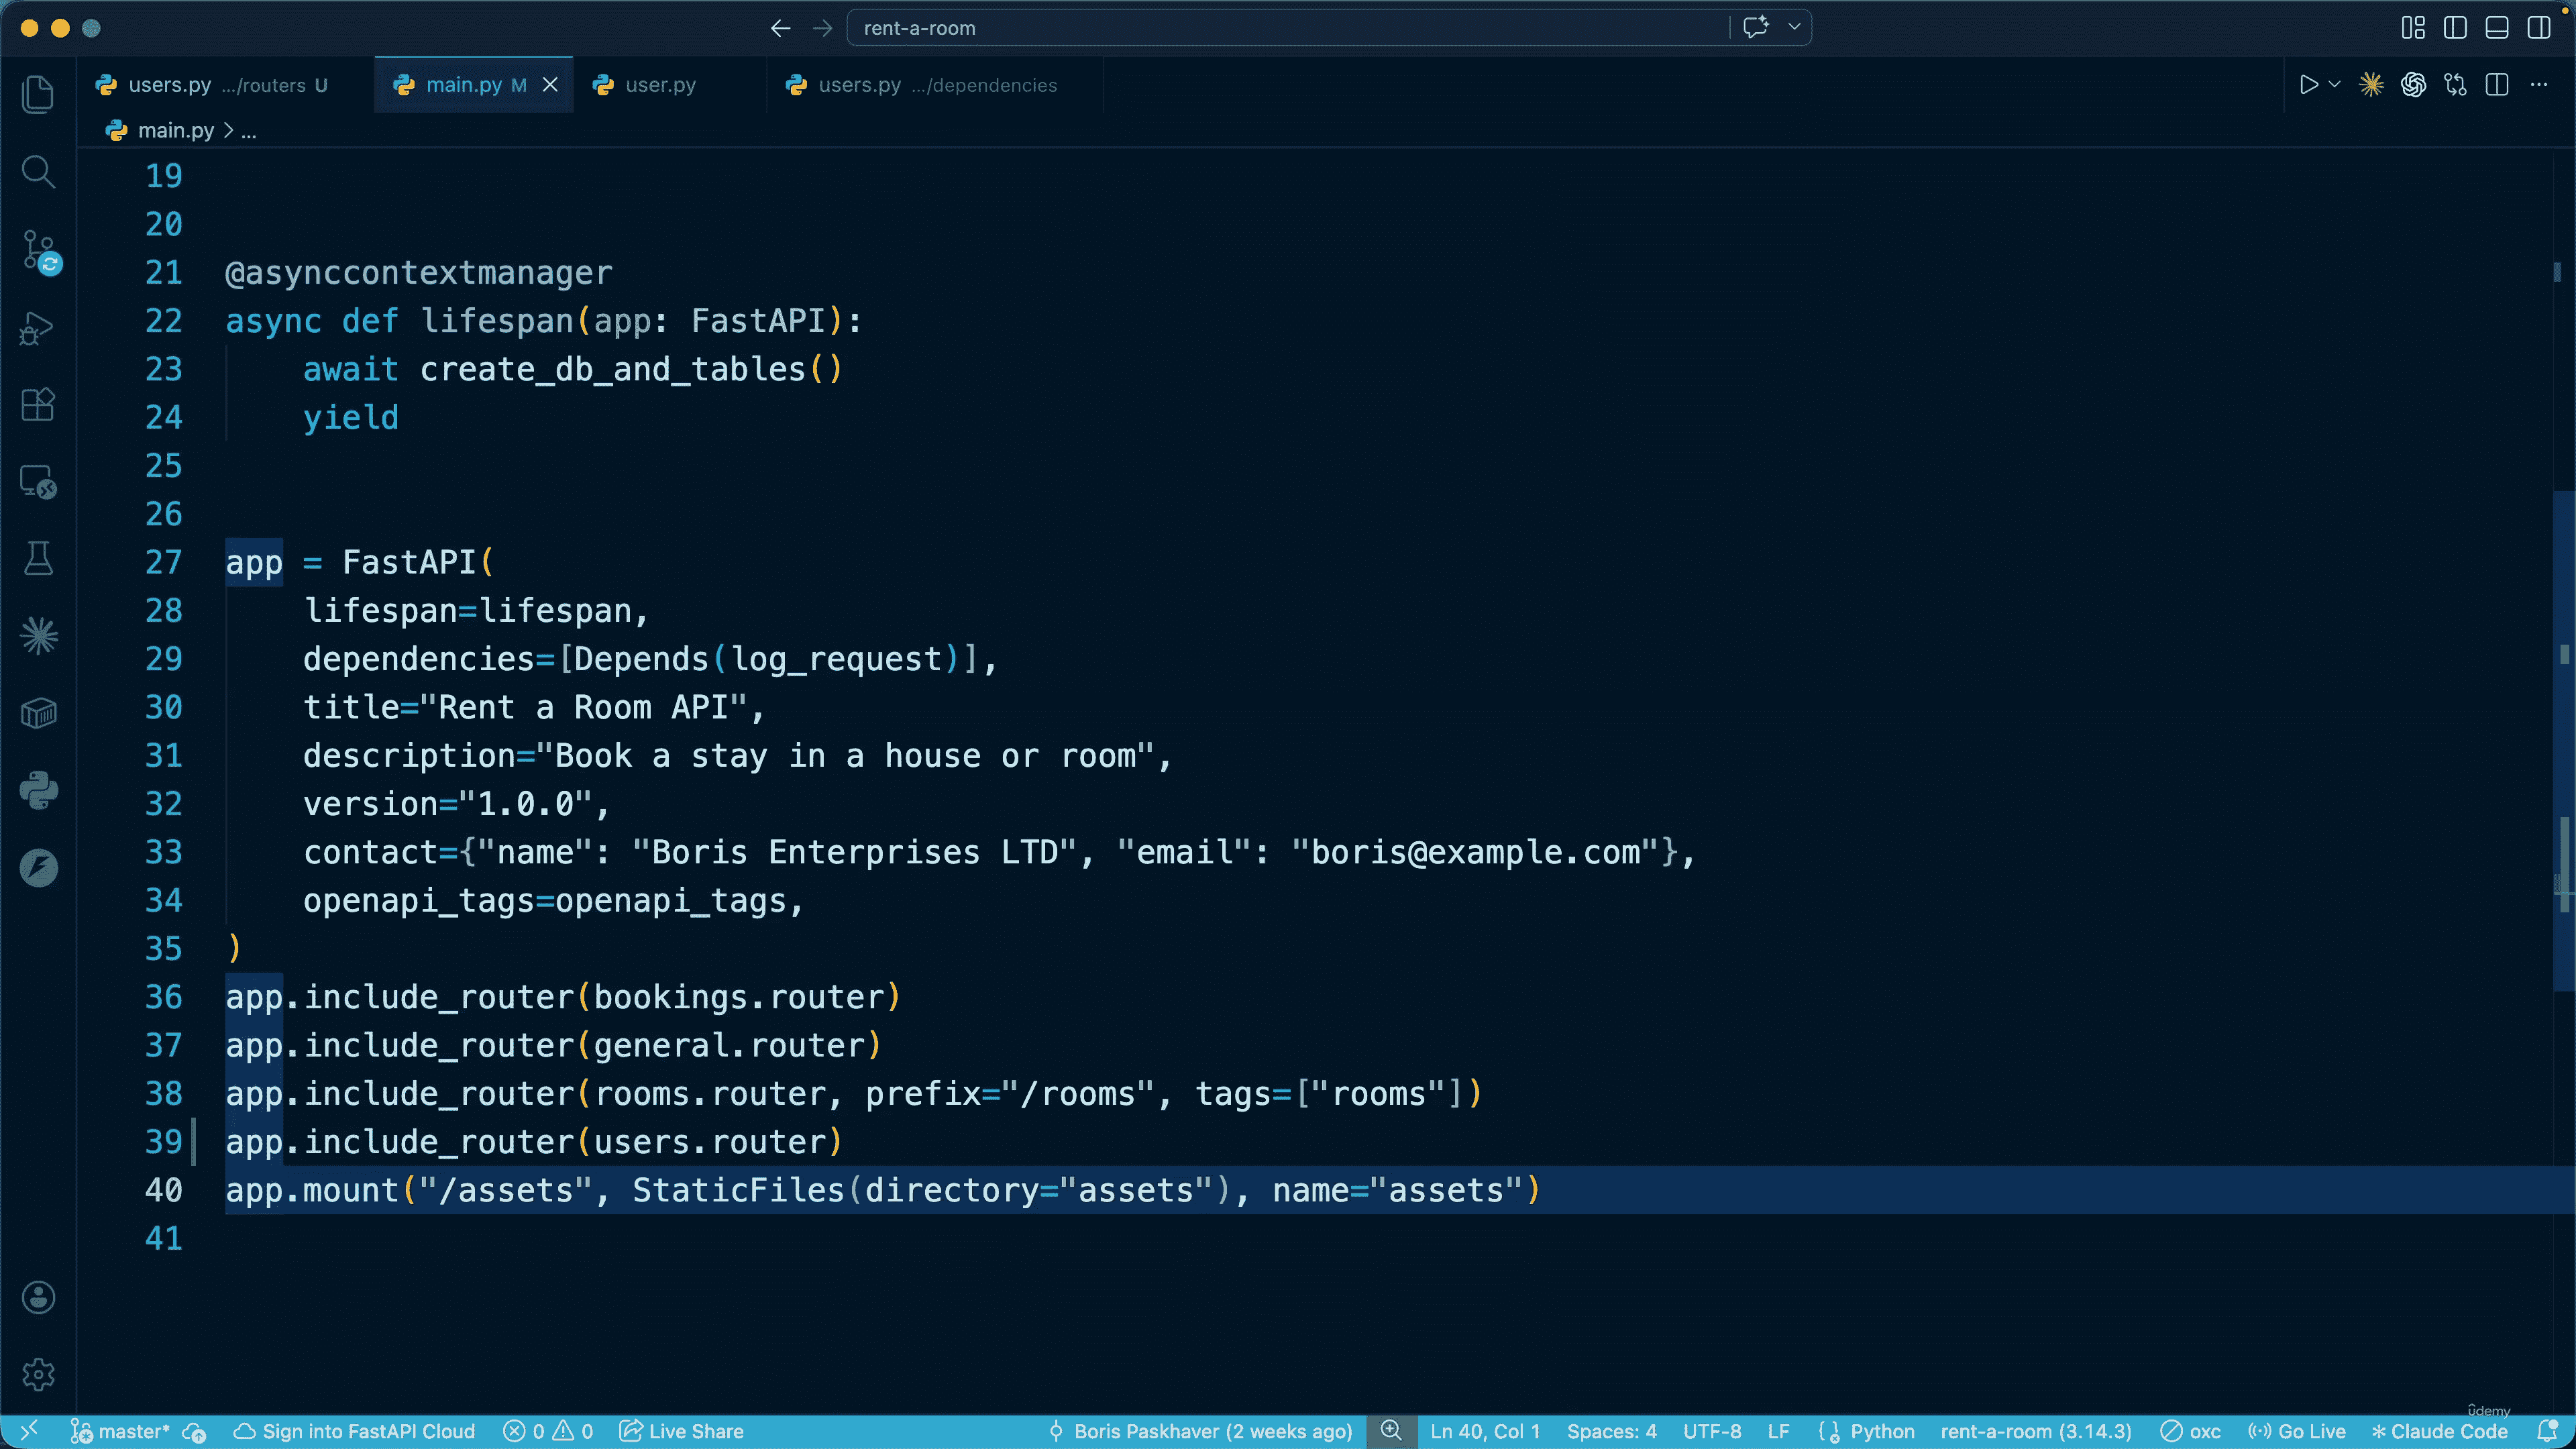 rent-a-room
users.py .../routers U
main.py M
user.py
users.py .../dependencies
main.py > ...
19
20
21 @asynccontextmanager
22 async def lifespan(app: FastAPI):
23     await create_db_and_tables()
24     yield
25
26
27 app = FastAPI(
28     lifespan=lifespan,
29     dependencies=[Depends(log_request)],
30     title="Rent a Room API",
31     description="Book a stay in a house or room",
32     version="1.0.0",
33     contact={"name": "Boris Enterprises LTD", "email": "boris@example.com"},
34     openapi_tags=openapi_tags,
35 )
36 app.include_router(bookings.router)
37 app.include_router(general.router)
38 app.include_router(rooms.router, prefix="/rooms", tags=["rooms"])
39 app.include_router(users.router)
40 app.mount("/assets", StaticFiles(directory="assets"), name="assets")
41
udemy
master* Sign into FastAPI Cloud 0 0 Live Share Boris Paskhaver (2 weeks ago) Ln 40, Col 1 Spaces: 4 UTF-8 LF Python rent-a-room (3.14.3) oxc Go Live Claude Code